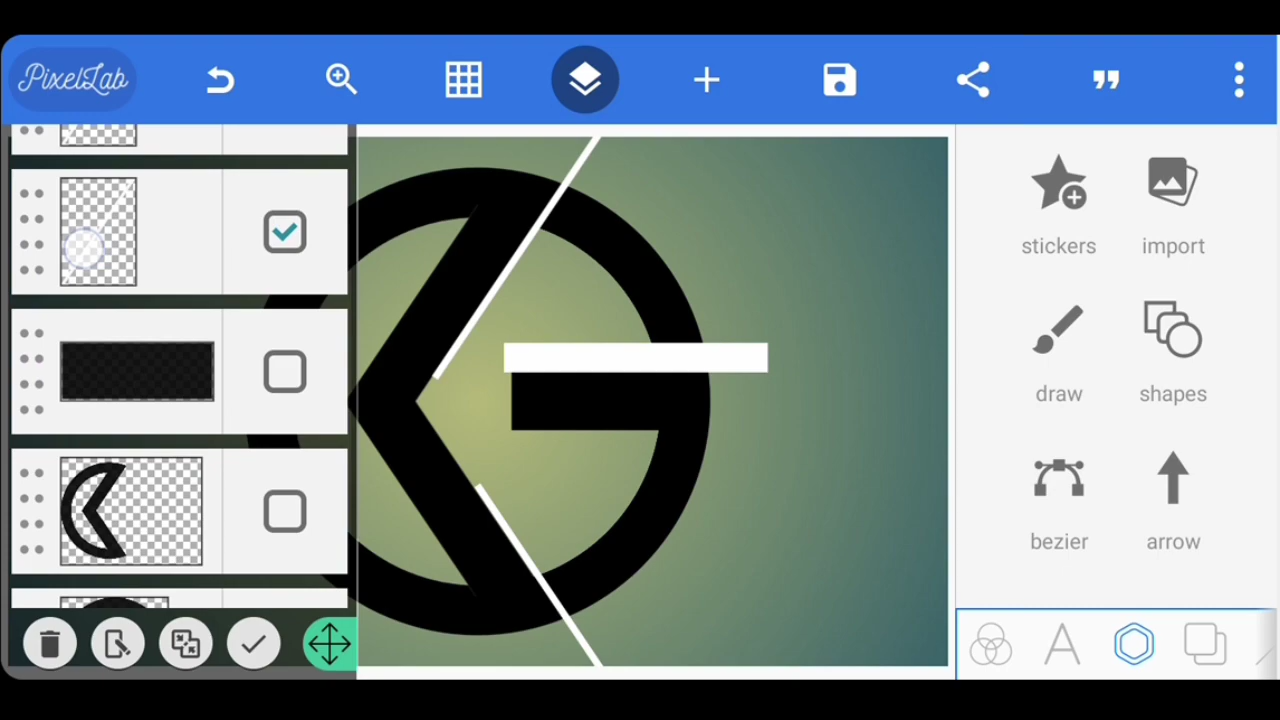 PixelLab
stickers
import
draw
shapes
bezier
arrow